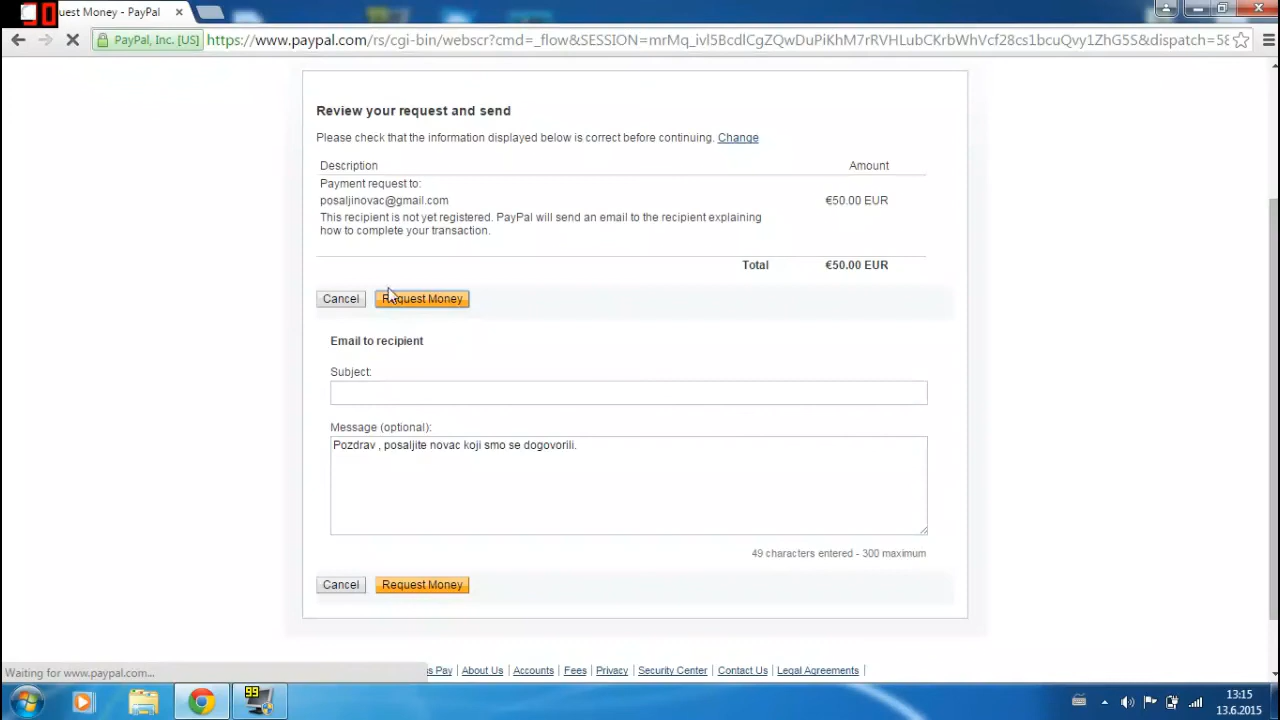 90
uest Money - PayPal
PayPal, Inc. [US]
https://www.paypal.com/rs/cgi-bin/webscr?cmd=_flow&SESSION=mrMq_ivl5BcdlCgZQwDuPiKhM7rRVHLubCKrbWhVcf28cs1bcuQvy1ZhG5S&dispatch=58
Review your request and send
Please check that the information displayed below is correct before continuing. Change
Description Amount
Payment request to:
posaljinovac@gmail.com €50.00 EUR
This recipient is not yet registered. PayPal will send an email to the recipient explaining
how to complete your transaction.
Total €50.00 EUR
Cancel Request Money
Email to recipient
Subject:
Message (optional):
Pozdrav , posaljite novac koji smo se dogovorili.
49 characters entered - 300 maximum
Cancel Request Money
Waiting for www.paypal.com...
ss Pay | About Us | Accounts | Fees | Privacy | Security Center | Contact Us | Legal Agreements |
99
13:15
13.6.2015